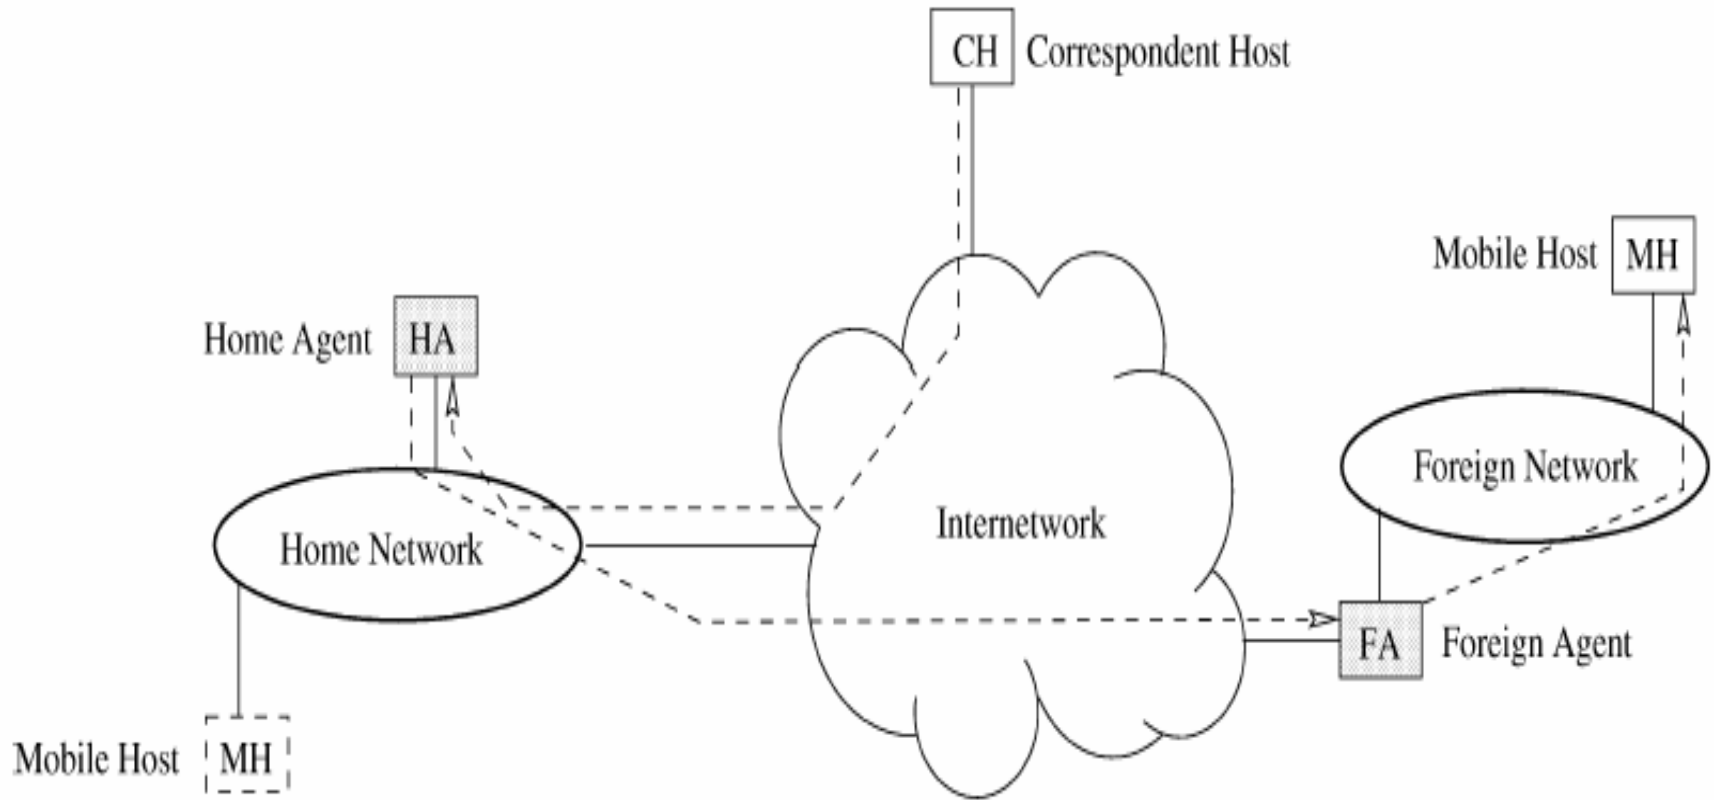 CH Correspondent Host
Mobile Host MH
Home Agent HA
Foreign Network
Internetwork
Home Network
FA Foreign Agent
Mobile Host MH